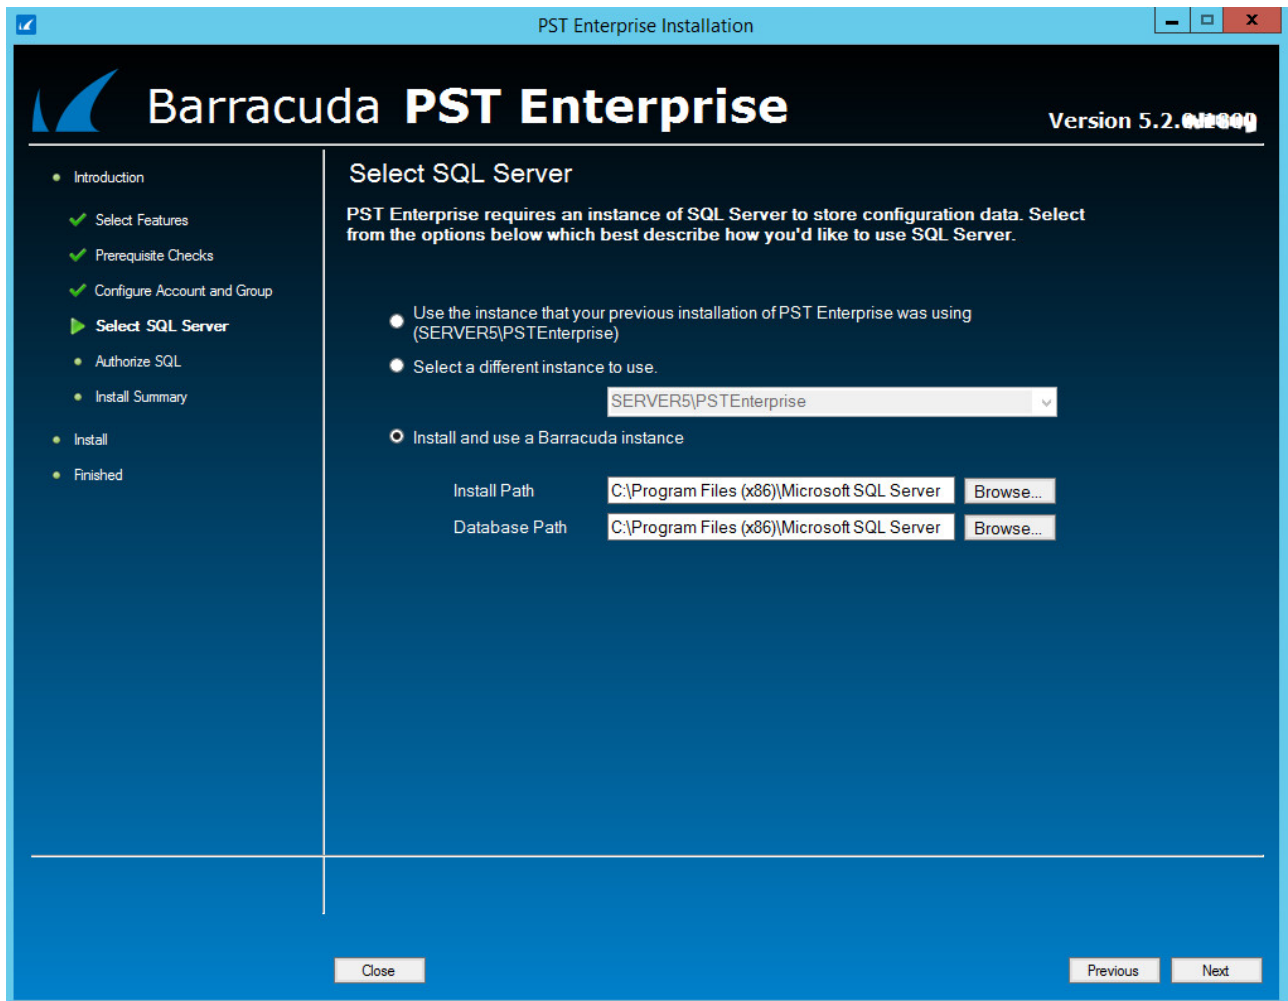 PST Enterprise Installation
Barracuda PST Enterprise
Version 5.2.
Introduction
Select Features
Prerequisite Checks
Configure Account and Group
Select SQL Server
Authorize SQL
Install Summary
Install
Finished
Select SQL Server
PST Enterprise requires an instance of SQL Server to store configuration data. Select
from the options below which best describe how you'd like to use SQL Server.
Use the instance that your previous installation of PST Enterprise was using
(SERVER5\PSTEnterprise)
Select a different instance to use.
SERVER5\PSTEnterprise
Install and use a Barracuda instance
Install Path C:\Program Files (x86)\Microsoft SQL Server Browse...
Database Path C:\Program Files (x86)\Microsoft SQL Server Browse...
Close Previous Next